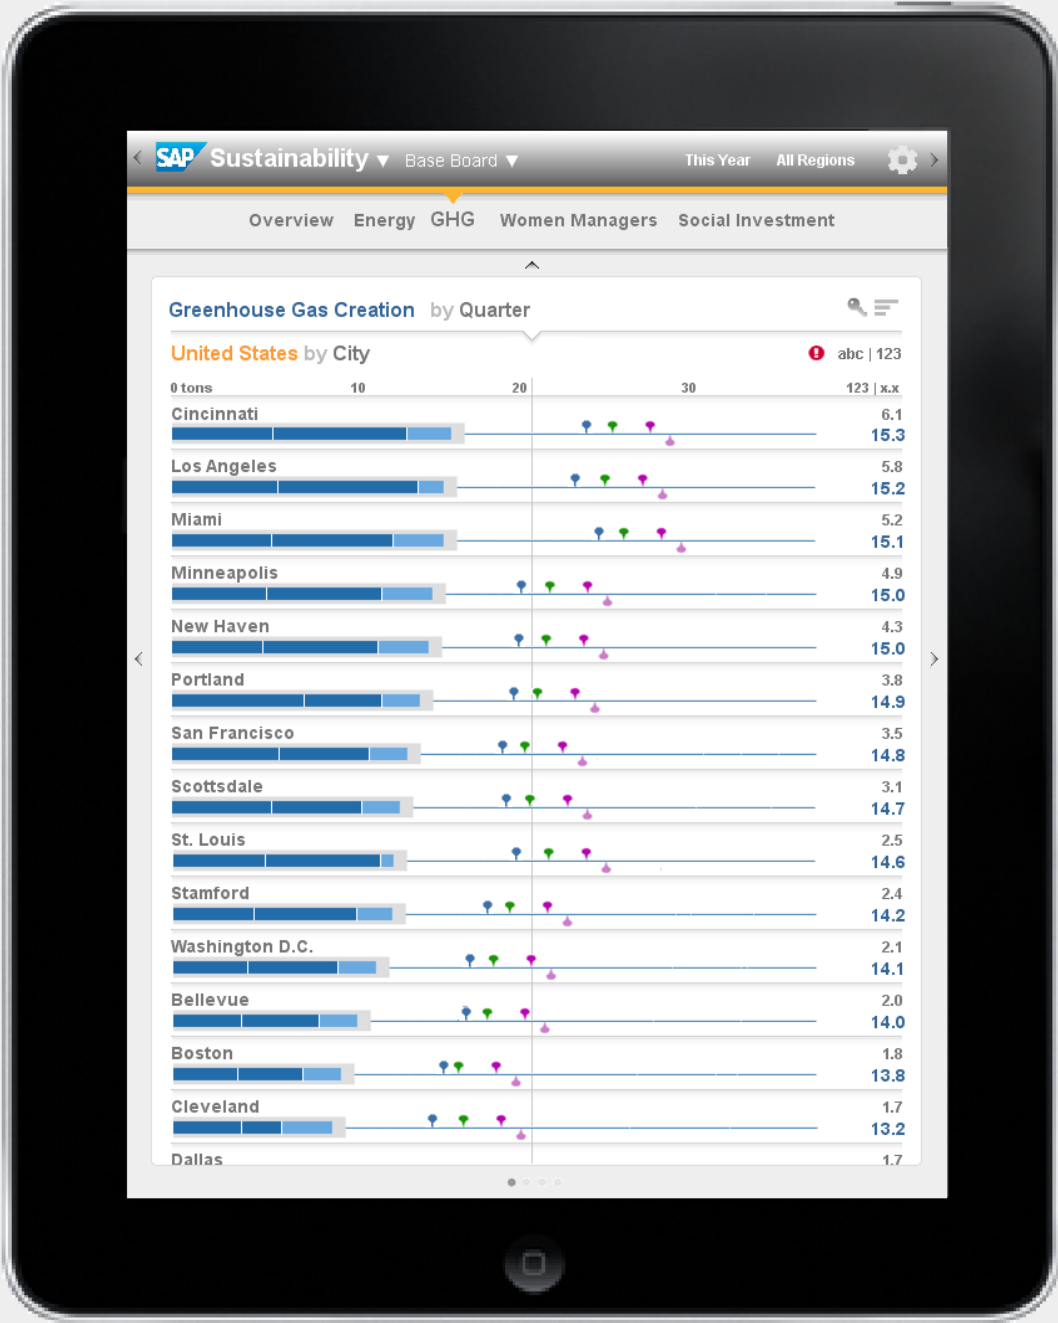 SAP Sustainability ▼ Base Board ▼ This Year All Regions
Overview Energy GHG Women Managers Social Investment
Greenhouse Gas Creation by Quarter
United States by City abc | 123
0 tons 10 20 30 123 | x.x
Cincinnati 6.1
15.3
Los Angeles 5.8
15.2
Miami 5.2
15.1
Minneapolis 4.9
15.0
New Haven 4.3
15.0
Portland 3.8
14.9
San Francisco 3.5
14.8
Scottsdale 3.1
14.7
St. Louis 2.5
14.6
Stamford 2.4
14.2
Washington D.C. 2.1
14.1
Bellevue 2.0
14.0
Boston 1.8
13.8
Cleveland 1.7
13.2
Dallas 1.7